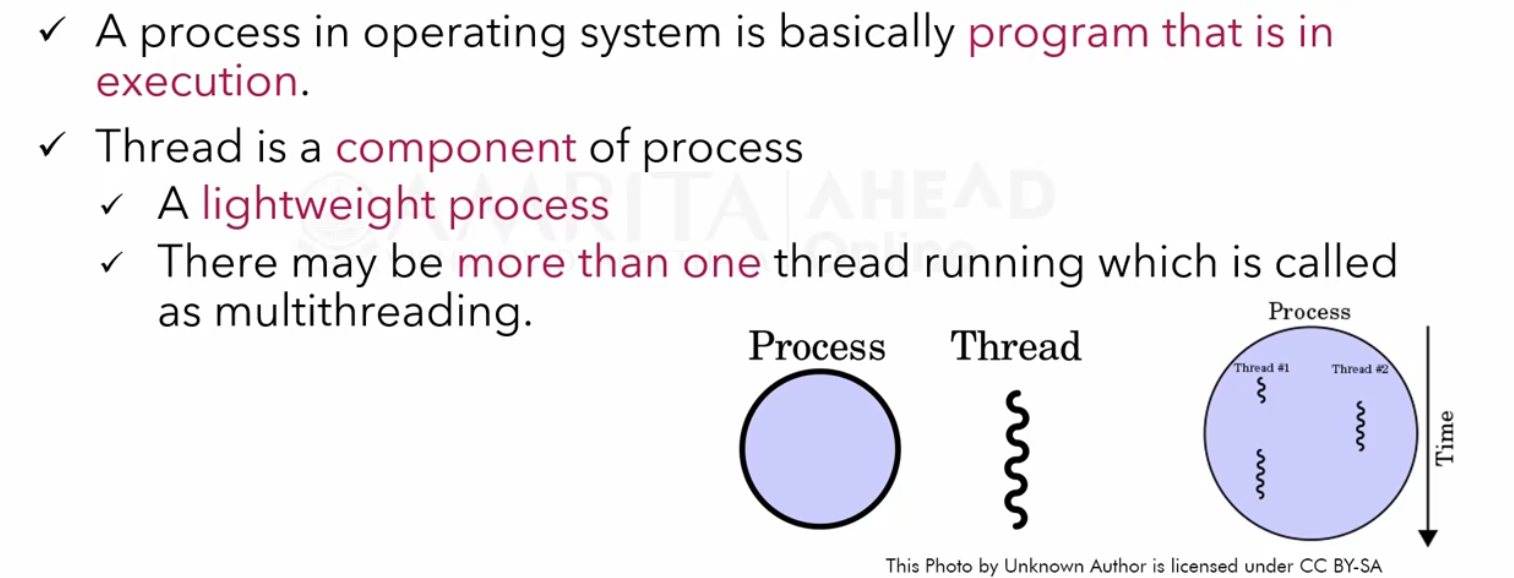 ✓ A process in operating system is basically program that is in
execution.
✓ Thread is a component of process
✓ A lightweight process
✓ There may be more than one thread running which is called
as multithreading.
AMRITA AHEAD
Online
Process
Thread
Process
Thread #1
Thread #2
Time
This Photo by Unknown Author is licensed under CC BY-SA